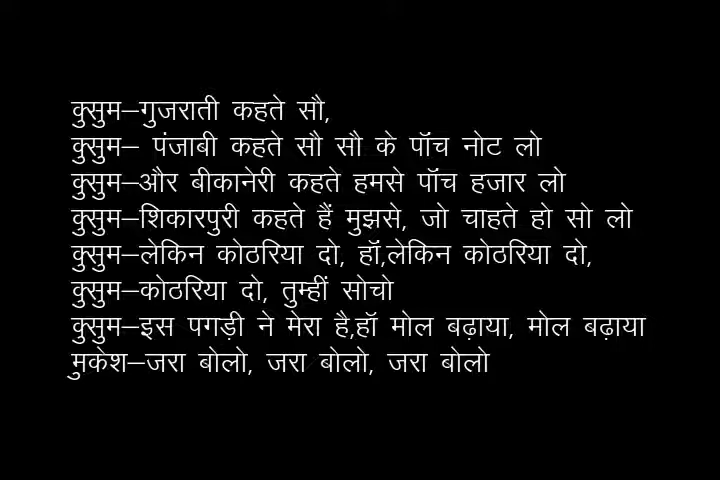 कुसुम–गुजराती कहते सौ,
कुसुम– पंजाबी कहते सौ सौ के पॉंच नोट लो
कुसुम–और बीकानेरी कहते हमसे पॉंच हजार लो
कुसुम–शिकारपुरी कहते हैं मुझसे, जो चाहते हो सो लो
कुसुम–लेकिन कोठरिया दो, हॉ,लेकिन कोठरिया दो,
कुसुम–कोठरिया दो, तुम्हीं सोचो
कुसुम–इस पगड़ी ने मेरा है,हॉ मोल बढ़ाया, मोल बढ़ाया
मुकेश–जरा बोलो, जरा बोलो, जरा बोलो